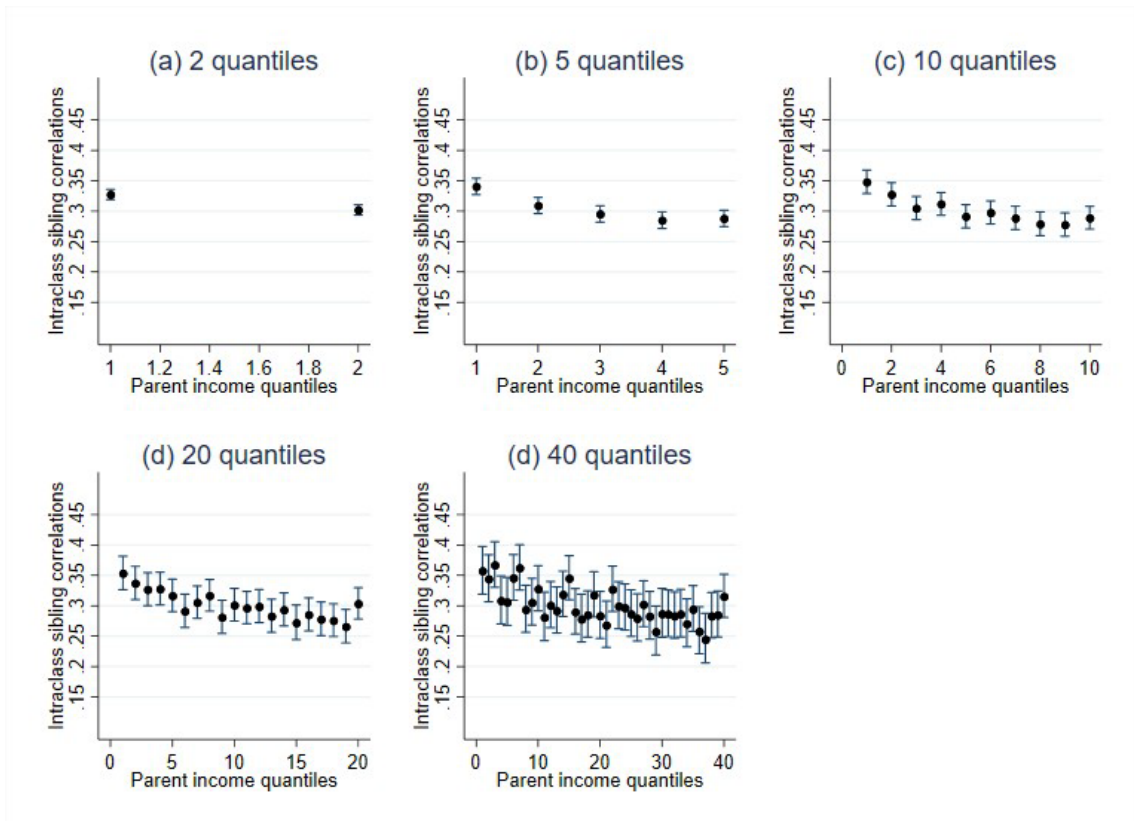 (a) 2 quantiles
Intraclass sibling correlations
.15 .2 .25 .3 .35 .4 .45
1 1.2 1.4 1.6 1.8 2
Parent income quantiles
(b) 5 quantiles
Intraclass sibling correlations
.15 .2 .25 .3 .35 .4 .45
1 2 3 4 5
Parent income quantiles
(c) 10 quantiles
Intraclass sibling correlations
.15 .2 .25 .3 .35 .4 .45
0 2 4 6 8 10
Parent income quantiles
(d) 20 quantiles
Intraclass sibling correlations
.15 .2 .25 .3 .35 .4 .45
0 5 10 15 20
Parent income quantiles
(d) 40 quantiles
Intraclass sibling correlations
.15 .2 .25 .3 .35 .4 .45
0 10 20 30 40
Parent income quantiles